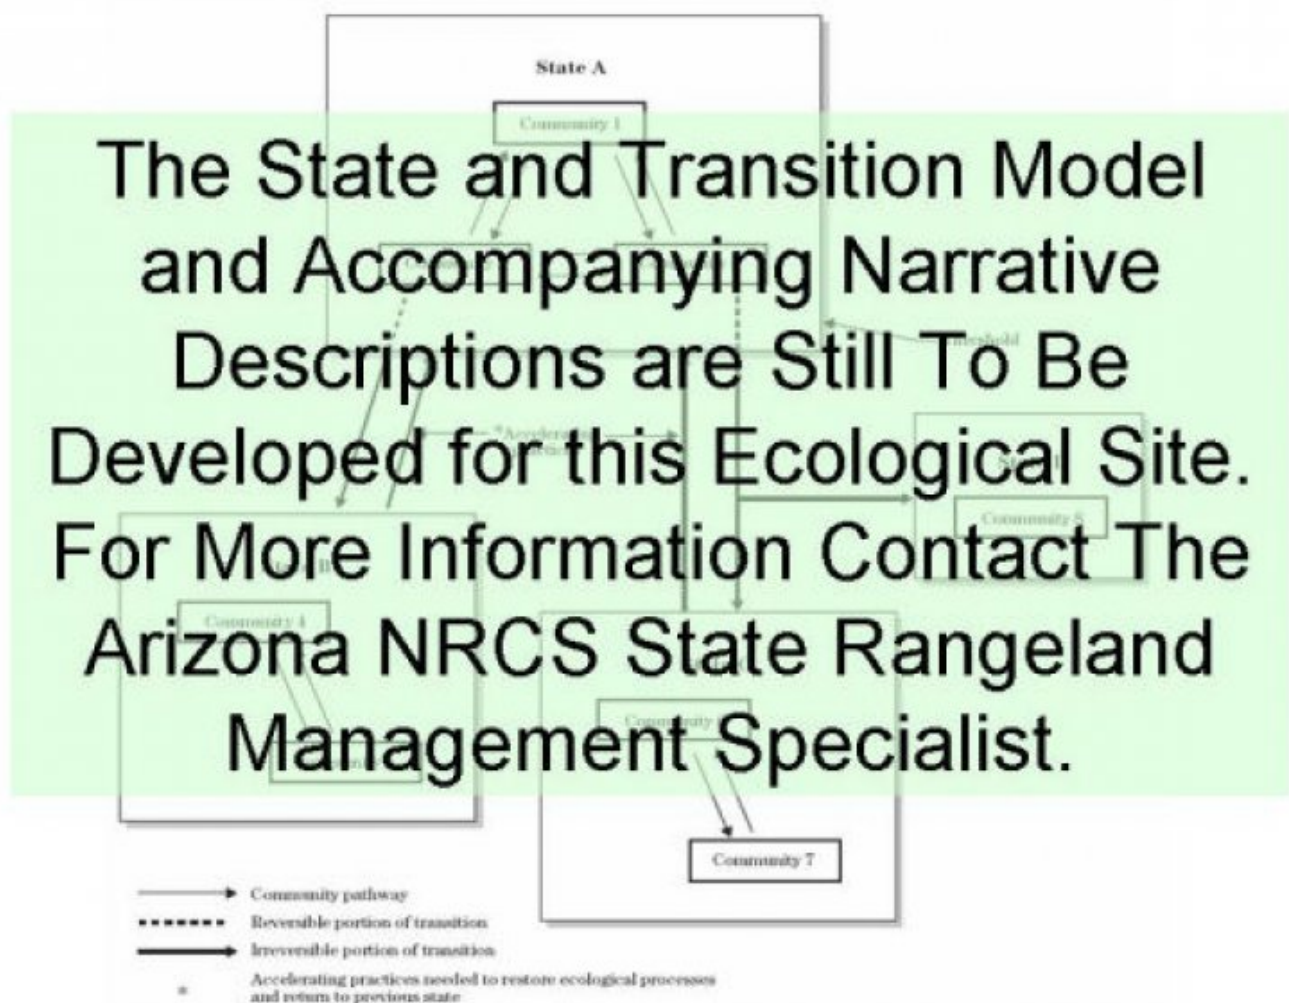 State A
Community 1
The State and Transition Model
and Accompanying Narrative
Descriptions are Still To Be
Developed for this Ecological Site.
For More Information Contact The
Arizona NRCS State Rangeland
Management Specialist.
Community 4
Community 7
Community pathway
Reversible portion of transition
Irreversible portion of transition
* Accelerating practices needed to restore ecological processes
and return to previous state